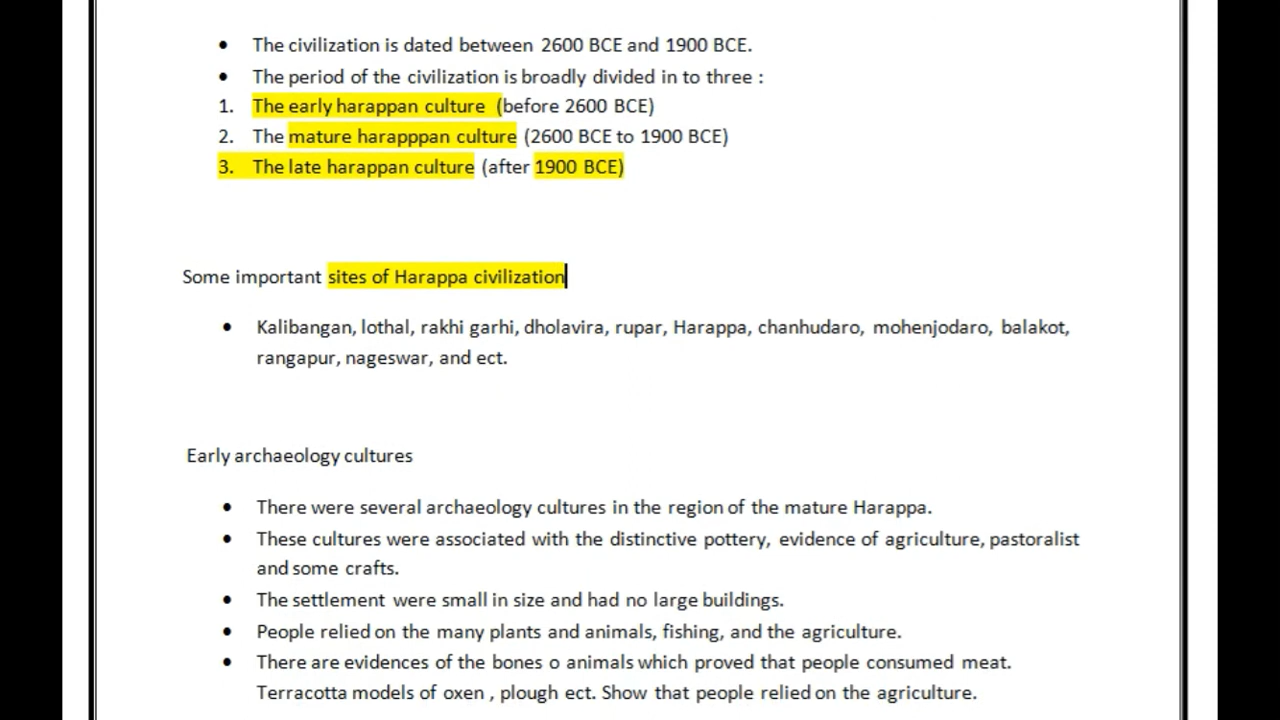 • The civilization is dated between 2600 BCE and 1900 BCE.
• The period of the civilization is broadly divided in to three :
1. The early harappan culture (before 2600 BCE)
2. The mature harapppan culture (2600 BCE to 1900 BCE)
3. The late harappan culture (after 1900 BCE)
Some important sites of Harappa civilization
• Kalibangan, lothal, rakhi garhi, dholavira, rupar, Harappa, chanhudaro, mohenjodaro, balakot,
rangapur, nageswar, and ect.
Early archaeology cultures
• There were several archaeology cultures in the region of the mature Harappa.
• These cultures were associated with the distinctive pottery, evidence of agriculture, pastoralist
and some crafts.
• The settlement were small in size and had no large buildings.
• People relied on the many plants and animals, fishing, and the agriculture.
• There are evidences of the bones o animals which proved that people consumed meat.
Terracotta models of oxen , plough ect. Show that people relied on the agriculture.